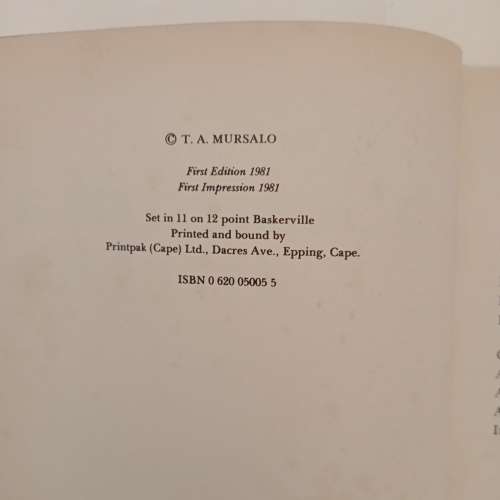 © T. A. MURSALO
First Edition 1981
First Impression 1981
Set in 11 on 12 point Baskerville
Printed and bound by
Printpak (Cape) Ltd., Dacres Ave., Epping, Cape.
ISBN 0 620 05005 5